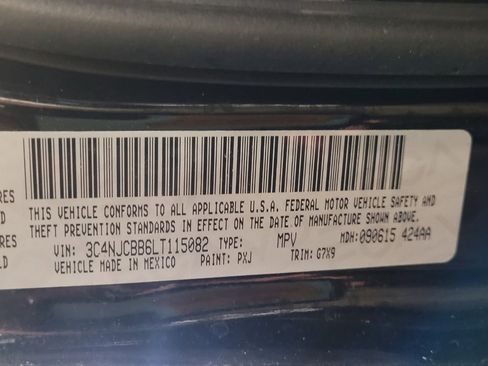 RES
THIS VEHICLE CONFORMS TO ALL APPLICABLE U.S.A. FEDERAL MOTOR VEHICLE SAFETY AND
THEFT PREVENTION STANDARDS IN EFFECT ON THE DATE OF MANUFACTURE SHOWN ABOVE.
VIN: 3C4NJCBB6LT115082 TYPE: MPV MDH: 090615 424AA
VEHICLE MADE IN MEXICO PAINT: PXJ TRIM: G7X9
LD